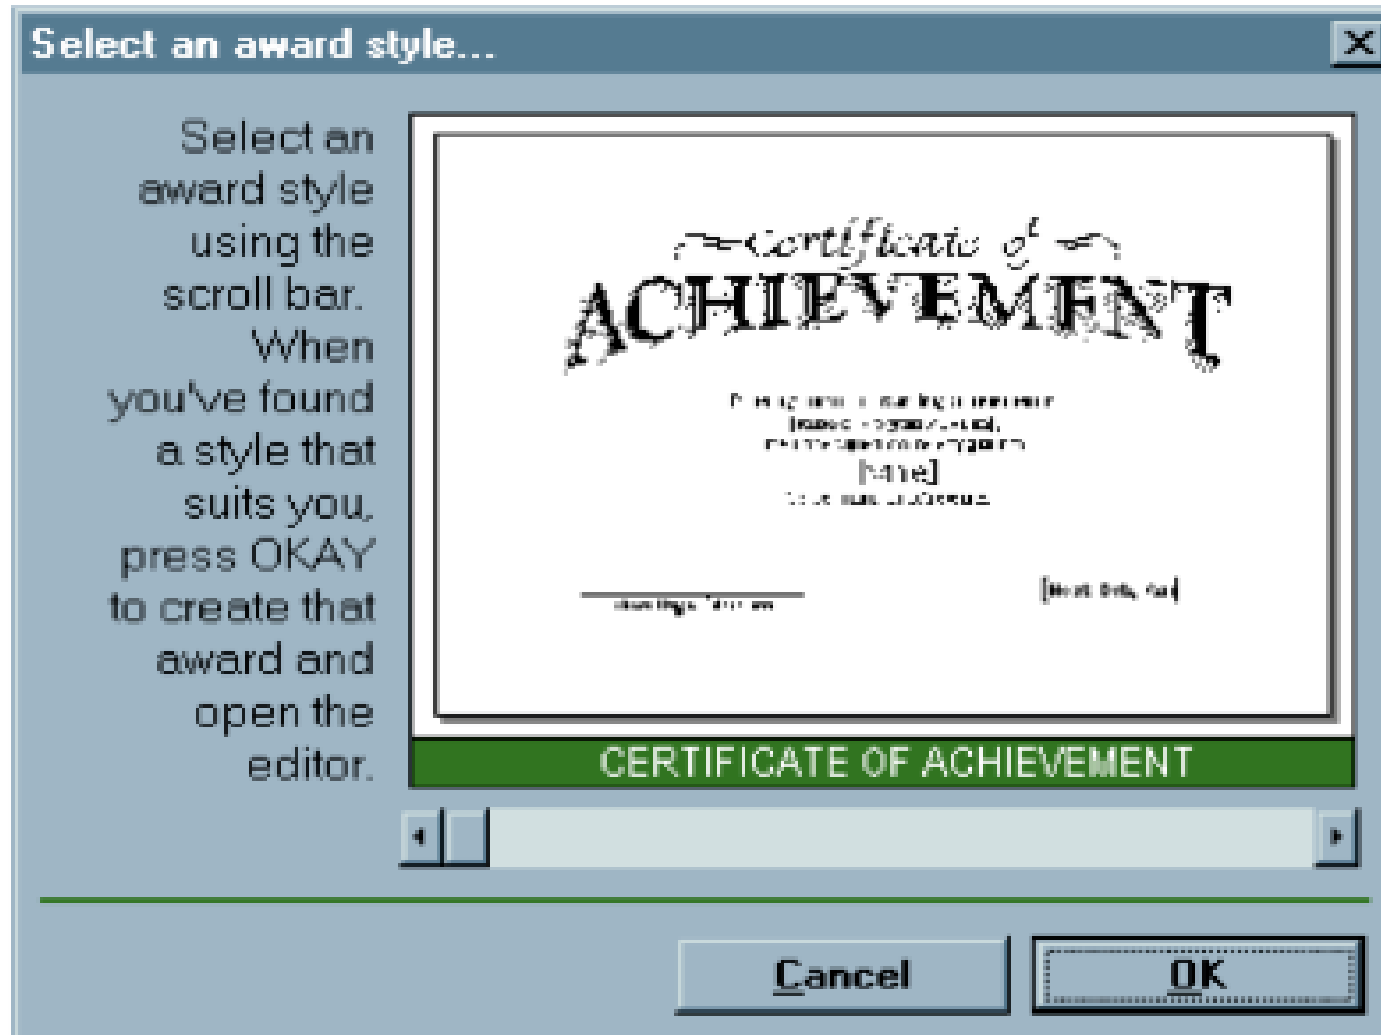 Select an award style...
Select an
award style
using the
scroll bar.
When
you've found
a style that
suits you,
press OKAY
to create that
award and
open the
editor.
Certificate of
ACHIEVEMENT
CERTIFICATE OF ACHIEVEMENT
Cancel
OK